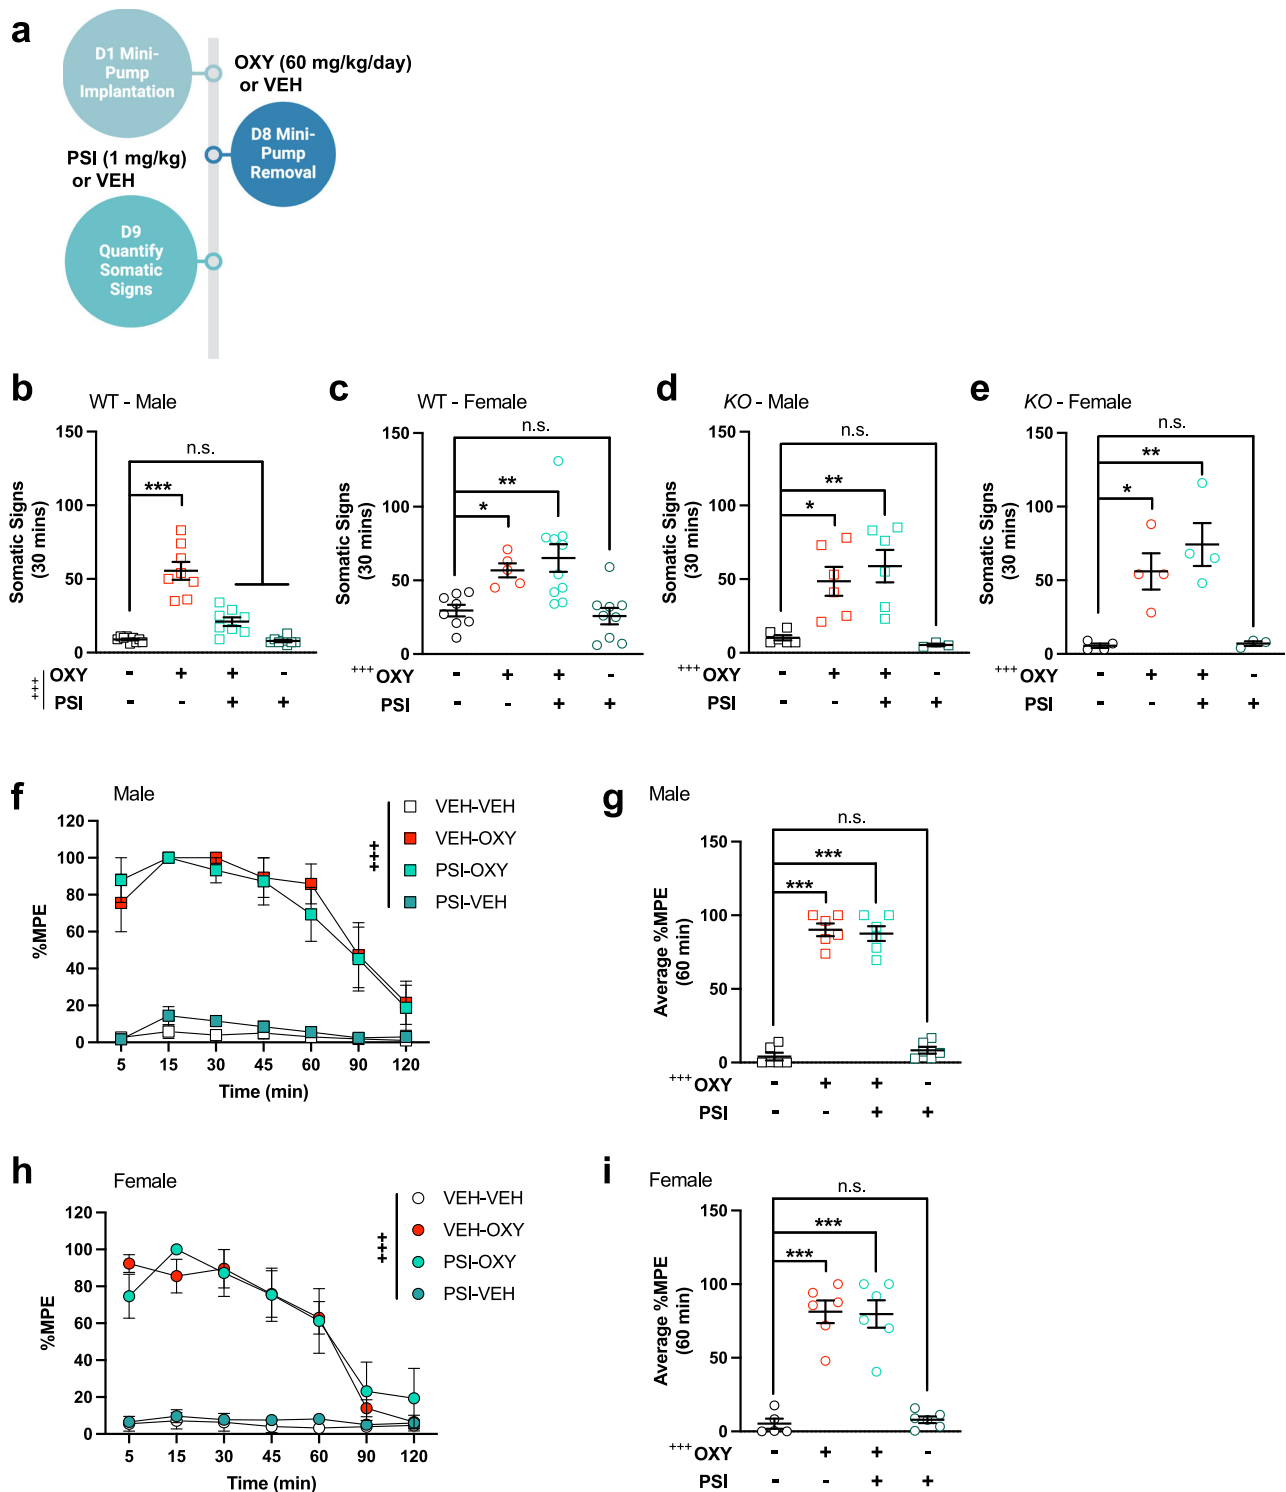 a
D1 Mini-
Pump
Implantation
OXY (60 mg/kg/day)
or VEH
D8 Mini-
Pump
Removal
PSI (1 mg/kg)
or VEH
D9
Quantify
Somatic
Signs
b
WT - Male
Somatic Signs
(30 mins)
150
100
50
0
n.s.
***
+++
OXY - + + -
PSI - - + +
c
WT - Female
Somatic Signs
(30 mins)
150
100
50
0
n.s.
**
*
+++OXY - + + -
PSI - - + +
d
KO - Male
Somatic Signs
(30 mins)
150
100
50
0
n.s.
**
*
+++OXY - + + -
PSI - - + +
e
KO - Female
Somatic Signs
(30 mins)
150
100
50
0
n.s.
**
*
+++OXY - + + -
PSI - - + +
f
Male
%MPE
120
100
80
60
40
20
0
5 15 30 45 60 90 120
Time (min)
+++
VEH-VEH
VEH-OXY
PSI-OXY
PSI-VEH
g
Male
Average %MPE
(60 min)
150
100
50
0
n.s.
***
***
+++OXY - + + -
PSI - - + +
h
Female
%MPE
120
100
80
60
40
20
0
5 15 30 45 60 90 120
Time (min)
+++
VEH-VEH
VEH-OXY
PSI-OXY
PSI-VEH
i
Female
Average %MPE
(60 min)
150
100
50
0
n.s.
***
***
+++OXY - + + -
PSI - - + +